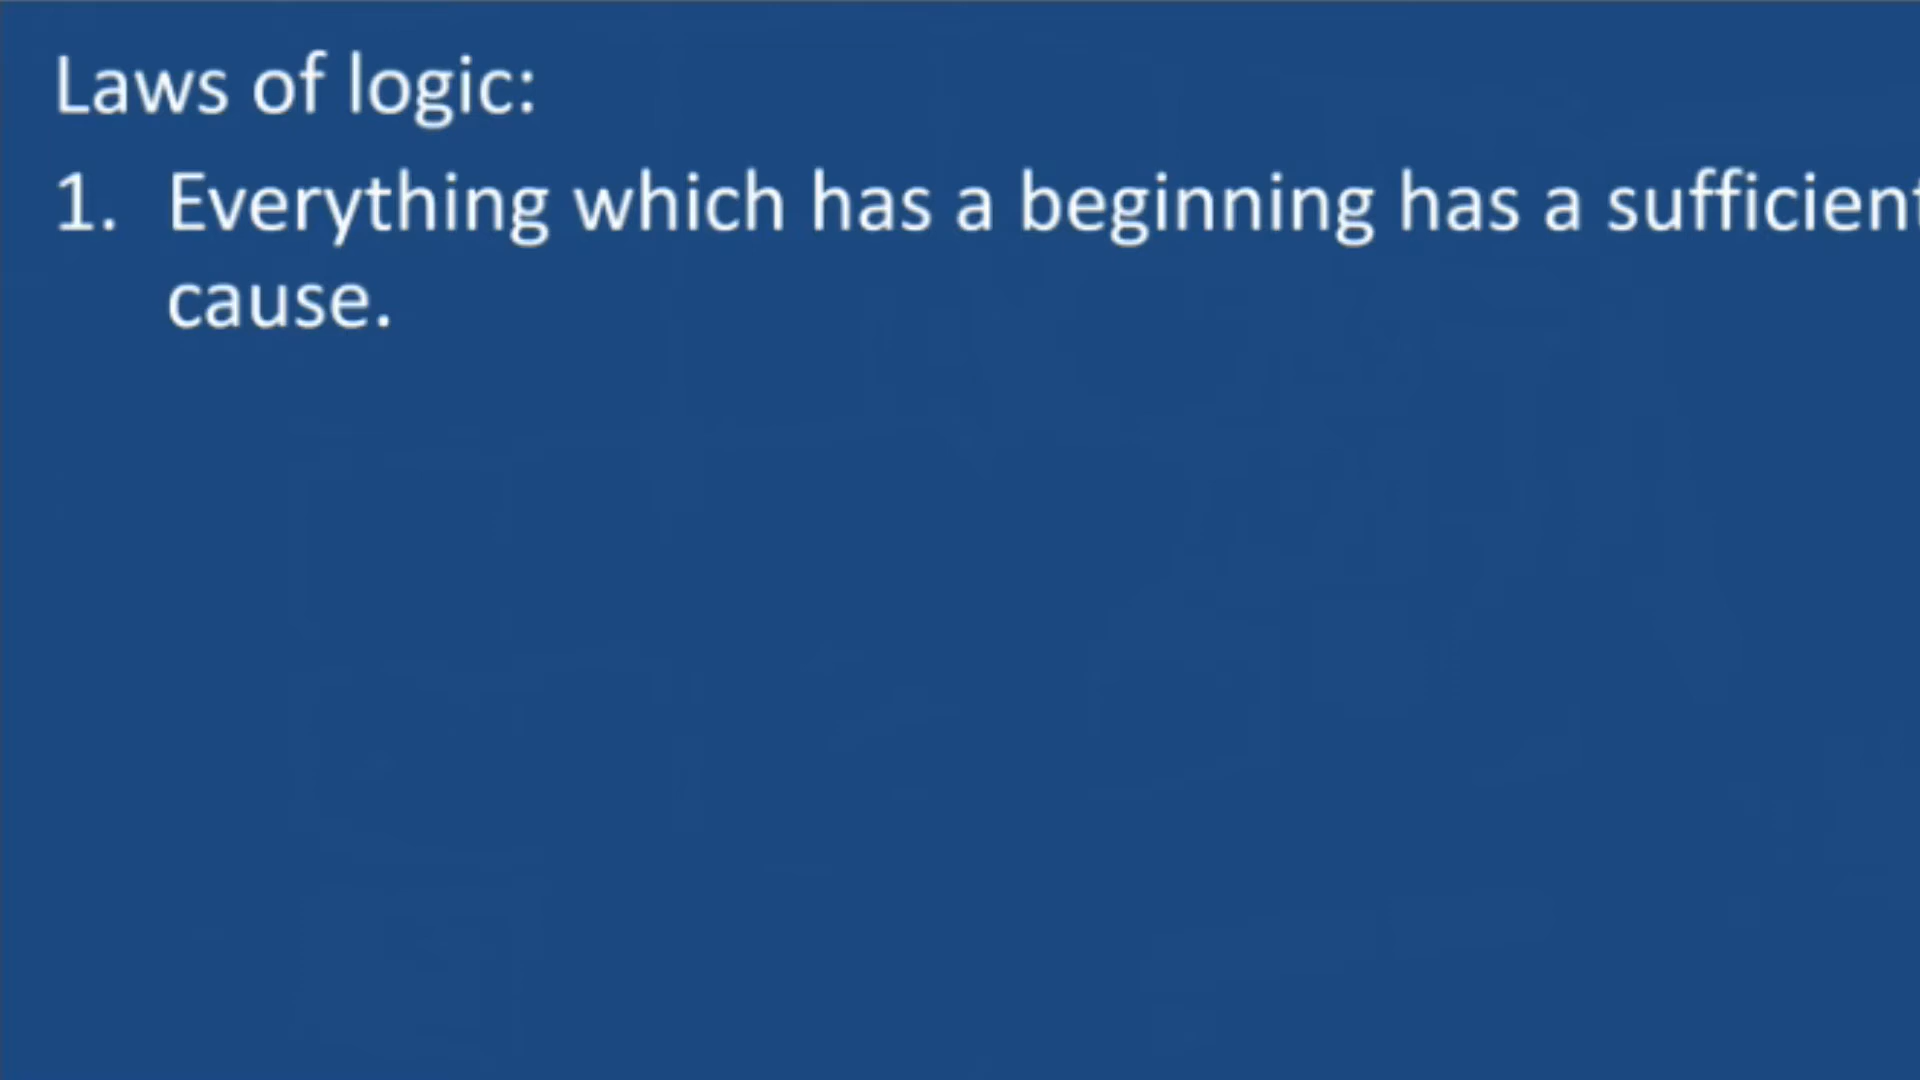 Laws of logic:
1. Everything which has a beginning has a sufficient
cause.